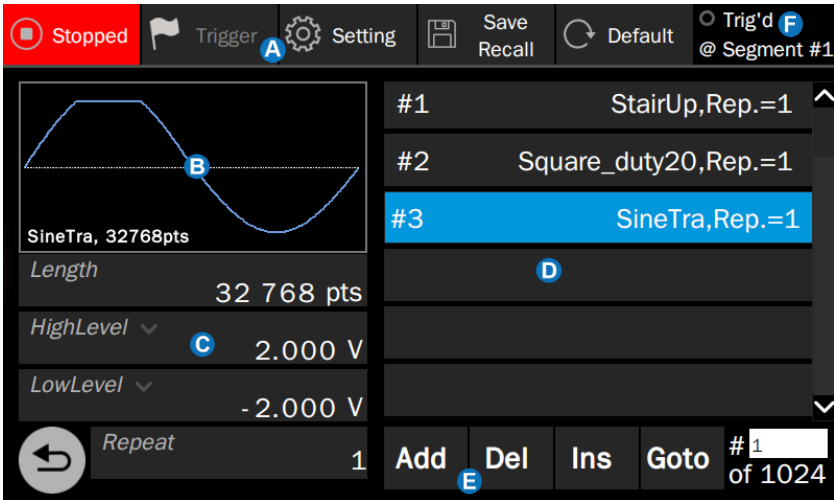 Stopped
Trigger
A
Setting
Save
Recall
Default
Trig'd F
@ Segment #1
B
SineTra, 32768pts
Length
32 768 pts
HighLevel
C
2.000 V
LowLevel
-2.000 V
Repeat
1
#1 StairUp,Rep.=1
#2 Square_duty20,Rep.=1
#3 SineTra,Rep.=1
D
Add Del Ins Goto
E
# 1
of 1024